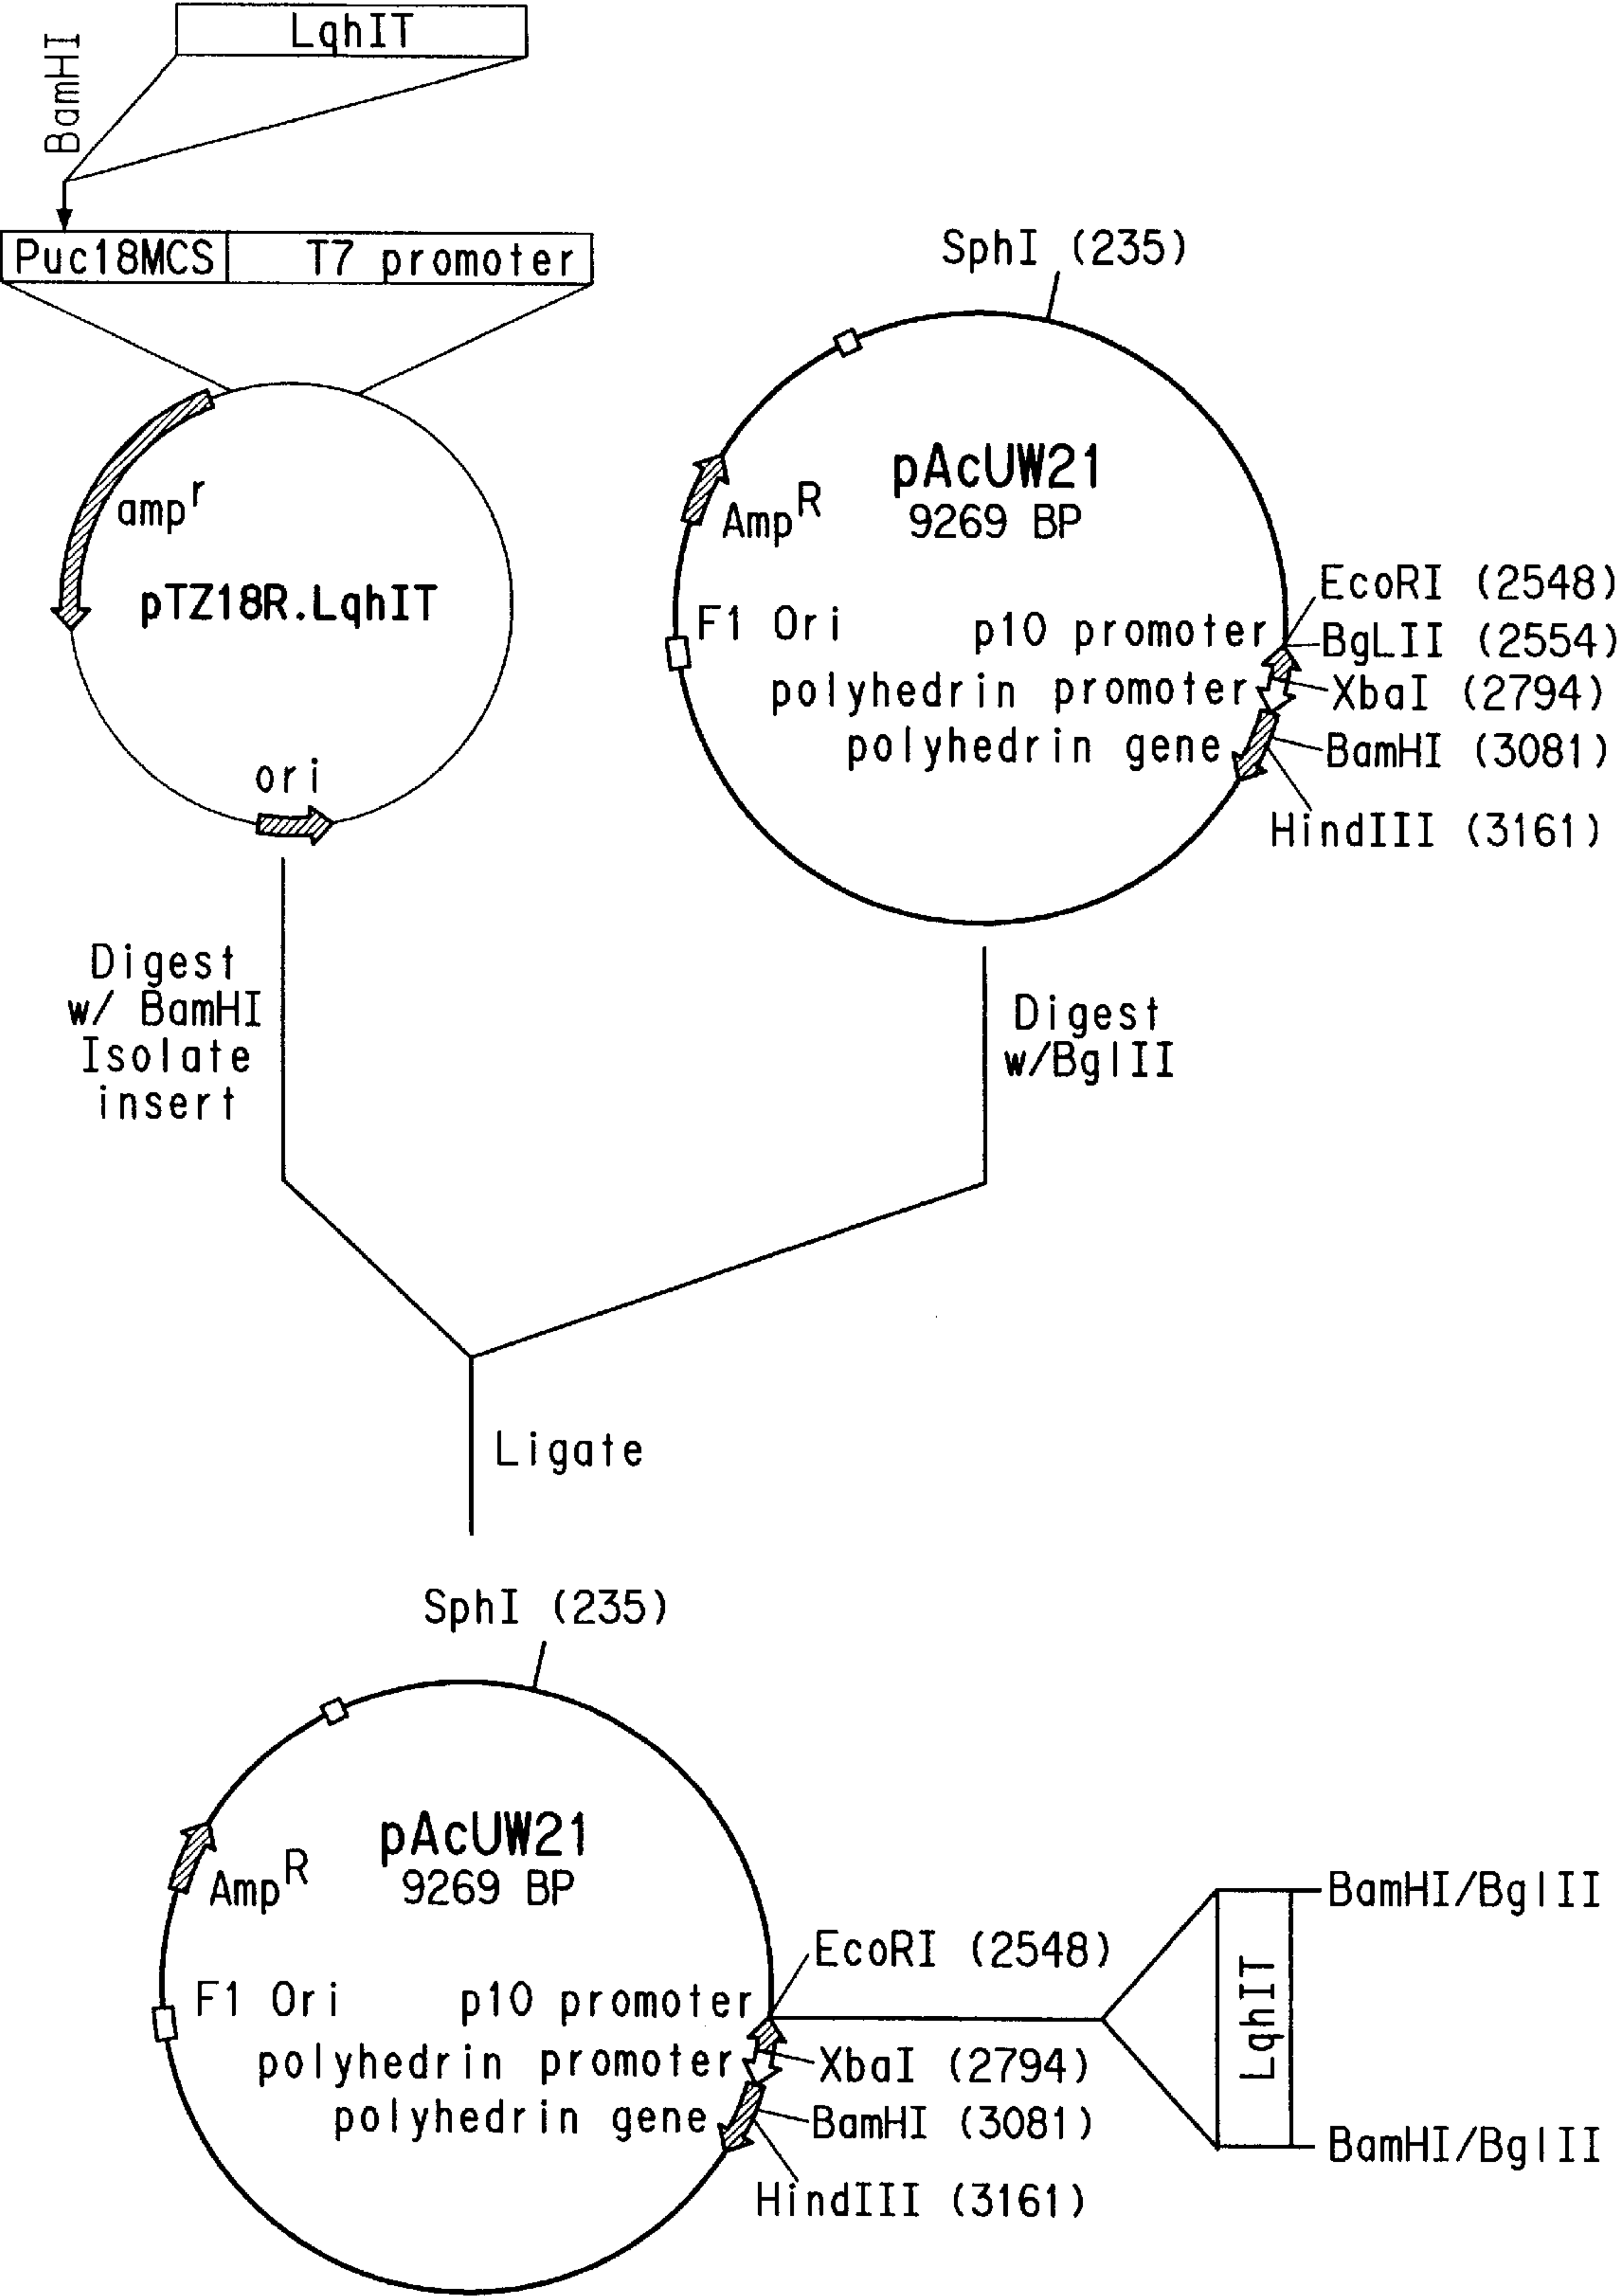 LqhIT
BamHI
Puc18MCS
T7 promoter
amp^r
pTZ18R.LqhIT
ori
SphI (235)
pAcUW21
9269 BP
Amp^R
F1 Ori
p10 promoter
polyhedrin promoter
polyhedrin gene
EcoRI (2548)
BgLII (2554)
XbaI (2794)
BamHI (3081)
HindIII (3161)
Digest
w/ BamHI
Isolate
insert
Digest
w/BglII
Ligate
SphI (235)
pAcUW21
9269 BP
Amp^R
F1 Ori
p10 promoter
polyhedrin promoter
polyhedrin gene
EcoRI (2548)
XbaI (2794)
BamHI (3081)
HindIII (3161)
BamHI/BglII
LqhIT
BamHI/BglII